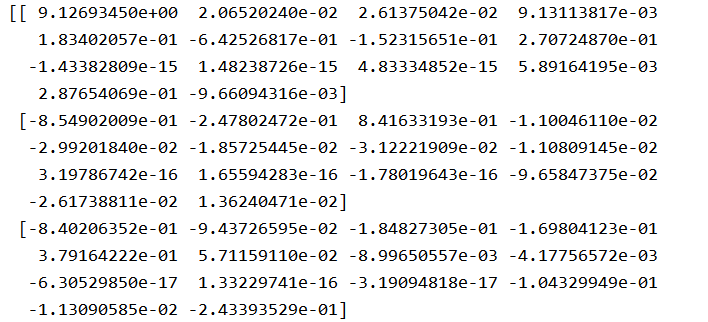 [[ 9.12693450e+00  2.06520240e-02  2.61375042e-02  9.13113817e-03
   1.83402057e-01 -6.42526817e-01 -1.52315651e-01  2.70724870e-01
  -1.43382809e-15  1.48238726e-15  4.83334852e-15  5.89164195e-03
   2.87654069e-01 -9.66094316e-03]
 [-8.54902009e-01 -2.47802472e-01  8.41633193e-01 -1.10046110e-02
  -2.99201840e-02 -1.85725445e-02 -3.12221909e-02 -1.10809145e-02
   3.19786742e-16  1.65594283e-16 -1.78019643e-16 -9.65847375e-02
  -2.61738811e-02  1.36240471e-02]
 [-8.40206352e-01 -9.43726595e-02 -1.84827305e-01 -1.69804123e-01
   3.79164222e-01  5.71159110e-02 -8.99650557e-03 -4.17756572e-03
  -6.30529850e-17  1.33229741e-16 -3.19094818e-17 -1.04329949e-01
  -1.13090585e-02 -2.43393529e-01]